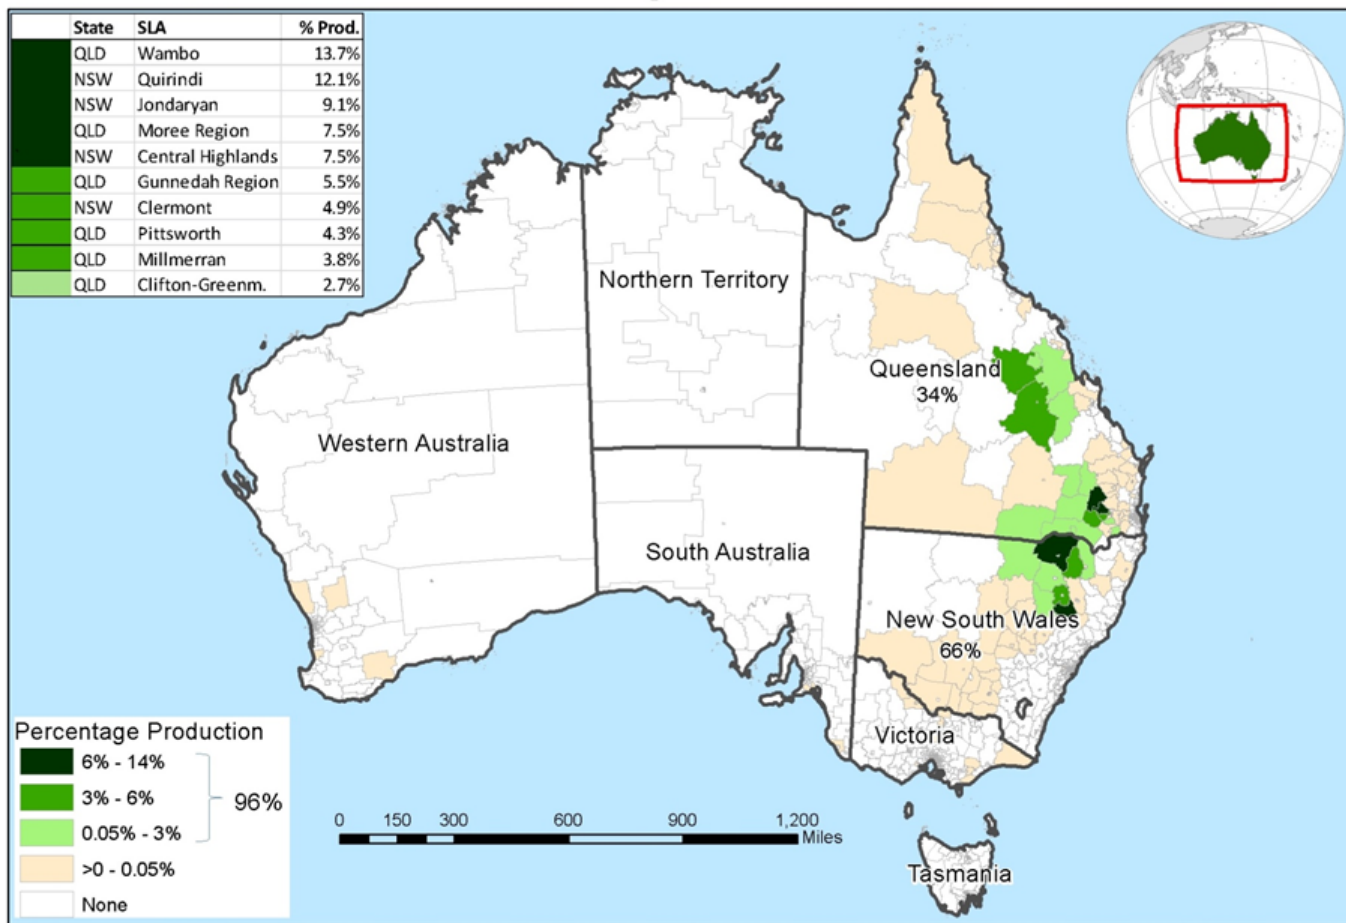 State SLA % Prod.
QLD Wambo 13.7%
NSW Quirindi 12.1%
NSW Jondaryan 9.1%
QLD Moree Region 7.5%
NSW Central Highlands 7.5%
QLD Gunnedah Region 5.5%
NSW Clermont 4.9%
QLD Pittsworth 4.3%
QLD Millmerran 3.8%
QLD Clifton-Greenm. 2.7%
Northern Territory
Queensland
34%
Western Australia
South Australia
New South Wales
66%
Victoria
Tasmania
Percentage Production
6% - 14%
3% - 6%
0.05% - 3%
96%
>0 - 0.05%
None
0 150 300 600 900 1,200
Miles